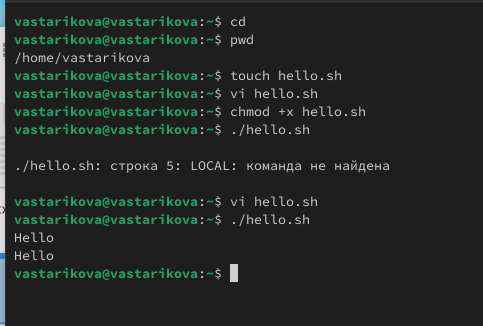 vastarikova@vastarikova:~$ cd
vastarikova@vastarikova:~$ pwd
/home/vastarikova
vastarikova@vastarikova:~$ touch hello.sh
vastarikova@vastarikova:~$ vi hello.sh
vastarikova@vastarikova:~$ chmod +x hello.sh
vastarikova@vastarikova:~$ ./hello.sh
./hello.sh: строка 5: LOCAL: команда не найдена
vastarikova@vastarikova:~$ vi hello.sh
vastarikova@vastarikova:~$ ./hello.sh
Hello
Hello
vastarikova@vastarikova:~$